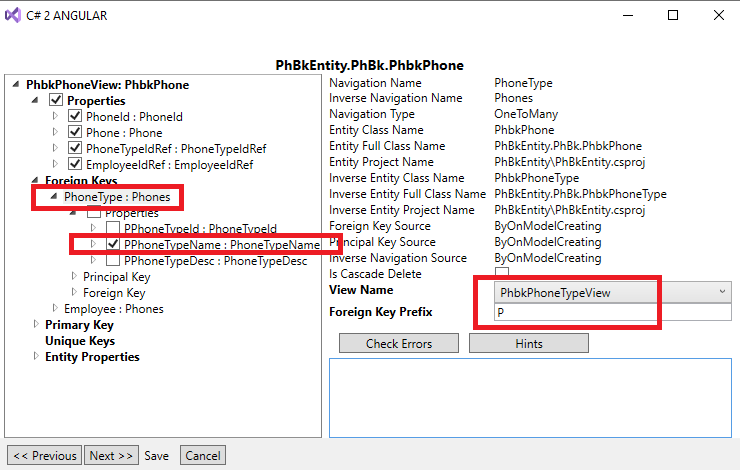 C# 2 ANGULAR
PhBkEntity.PhBk.PhbkPhone
PhbkPhoneView: PhbkPhone
Properties
PhoneId : PhoneId
Phone : Phone
PhoneTypeIdRef : PhoneTypeIdRef
EmployeeIdRef : EmployeeIdRef
Foreign Keys
PhoneType : Phones
Properties
PPhoneTypeId : PhoneTypeId
PPhoneTypeName : PhoneTypeName
PPhoneTypeDesc : PhoneTypeDesc
Principal Key
Foreign Key
Employee : Phones
Primary Key
Unique Keys
Entity Properties
Navigation Name PhoneType
Inverse Navigation Name Phones
Navigation Type OneToMany
Entity Class Name PhbkPhone
Entity Full Class Name PhBkEntity.PhBk.PhbkPhone
Entity Project Name PhBkEntity\PhBkEntity.csproj
Inverse Entity Class Name PhbkPhoneType
Inverse Entity Full Class Name PhBkEntity.PhBk.PhbkPhoneType
Inverse Entity Project Name PhBkEntity\PhBkEntity.csproj
Foreign Key Source ByOnModelCreating
Principal Key Source ByOnModelCreating
Inverse Navigation Source ByOnModelCreating
Is Cascade Delete
View Name PhbkPhoneTypeView
Foreign Key Prefix P
Check Errors Hints
<< Previous Next >> Save Cancel